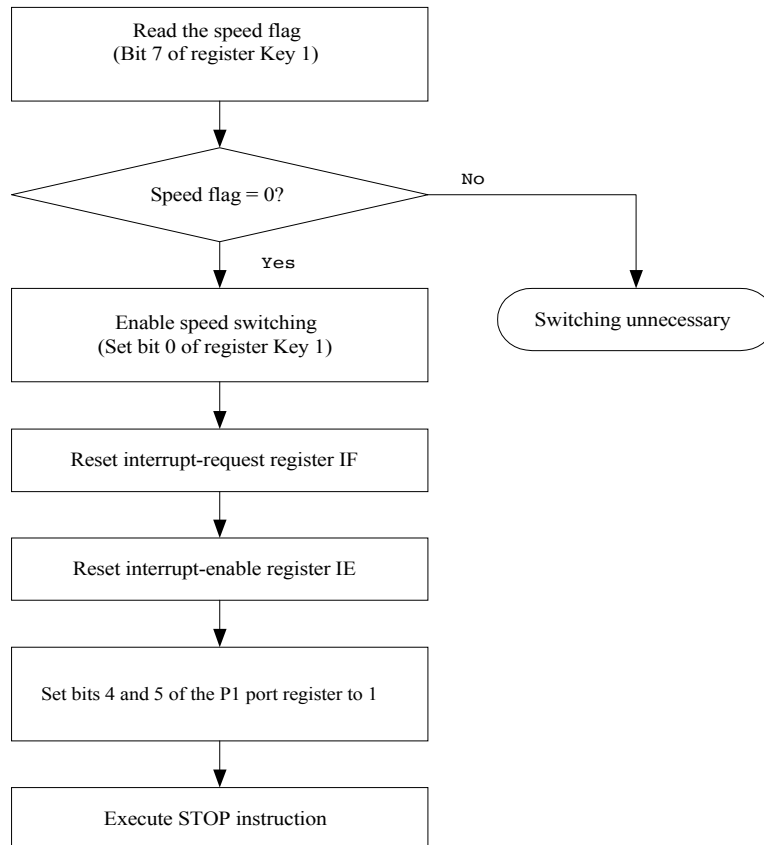 Read the speed flag
(Bit 7 of register Key 1)
Speed flag = 0?
No
Yes
Enable speed switching
(Set bit 0 of register Key 1)
Switching unnecessary
Reset interrupt-request register IF
Reset interrupt-enable register IE
Set bits 4 and 5 of the P1 port register to 1
Execute STOP instruction